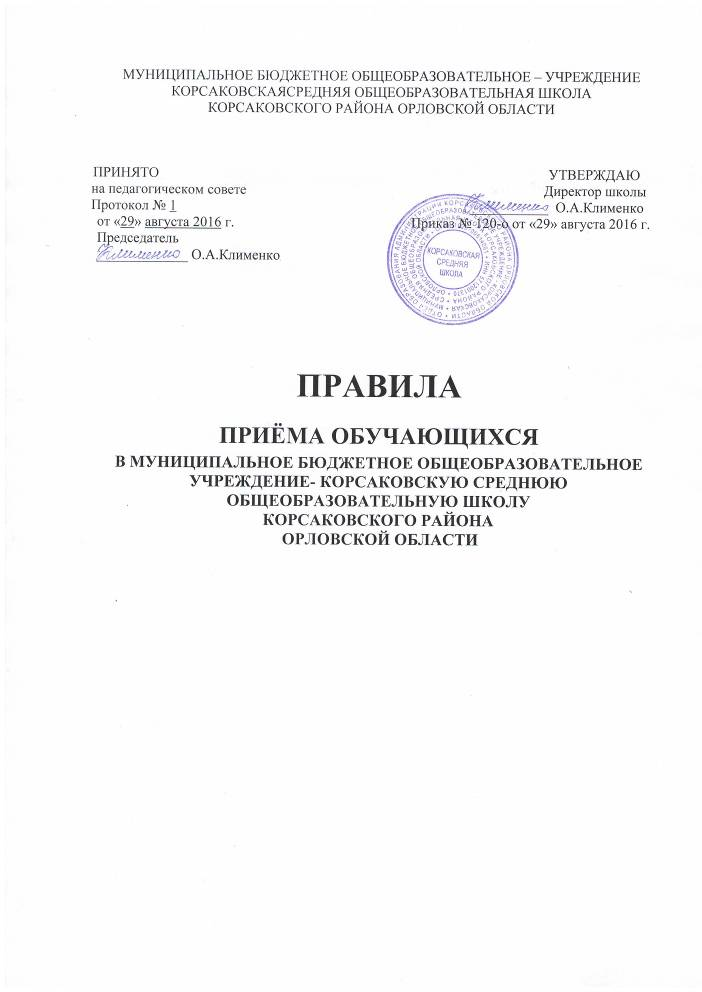 МУНИЦИПАЛЬНОЕ БЮДЖЕТНОЕ ОБЩЕОБРАЗОВАТЕЛЬНОЕ – УЧРЕЖДЕНИЕ
КОРСАКОВСКАЯСРЕДНЯЯ ОБЩЕОБРАЗОВАТЕЛЬНАЯ ШКОЛА
КОРСАКОВСКОГО РАЙОНА ОРЛОВСКОЙ ОБЛАСТИ
ПРИНЯТО
на педагогическом совете
Протокол № 1
от «29» августа 2016 г.
Председатель
Клименко О.А.Клименко
УТВЕРЖДАЮ
Директор школы
Клименко О.А.Клименко
Приказ № 120-о от «29» августа 2016 г.
КОРСАКОВСКАЯ
СРЕДНЯЯ
ШКОЛА
ПРАВИЛА
ПРИЁМА ОБУЧАЮЩИХСЯ
В МУНИЦИПАЛЬНОЕ БЮДЖЕТНОЕ ОБЩЕОБРАЗОВАТЕЛЬНОЕ
УЧРЕЖДЕНИЕ- КОРСАКОВСКУЮ СРЕДНЮЮ
ОБЩЕОБРАЗОВАТЕЛЬНУЮ ШКОЛУ
КОРСАКОВСКОГО РАЙОНА
ОРЛОВСКОЙ ОБЛАСТИ